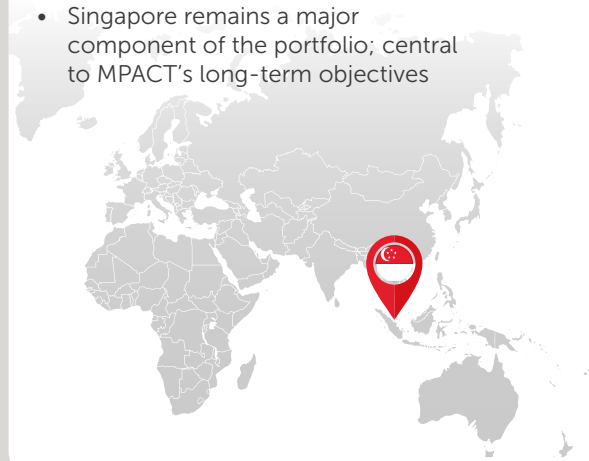 • Singapore remains a major
component of the portfolio; central
to MPACT’s long-term objectives